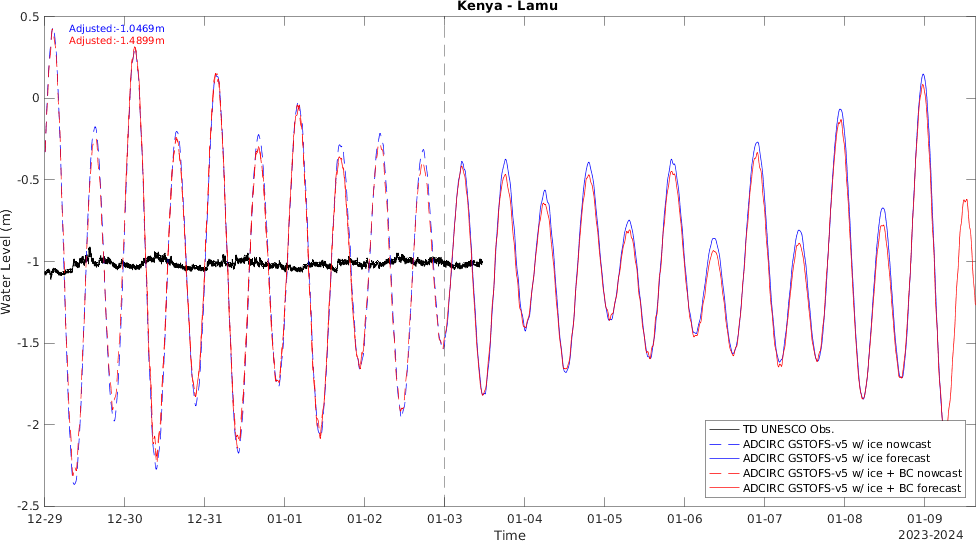 Kenya - Lamu
0.5
0
-0.5
-1
-1.5
-2
-2.5
Water Level (m)
Adjusted:-1.0469m
Adjusted:-1.4899m
TD UNESCO Obs.
ADCIRC GSTOFS-v5 w/ ice nowcast
ADCIRC GSTOFS-v5 w/ ice forecast
ADCIRC GSTOFS-v5 w/ ice + BC nowcast
ADCIRC GSTOFS-v5 w/ ice + BC forecast
12-29 12-30 12-31 01-01 01-02 01-03 01-04 01-05 01-06 01-07 01-08 01-09
Time
2023-2024